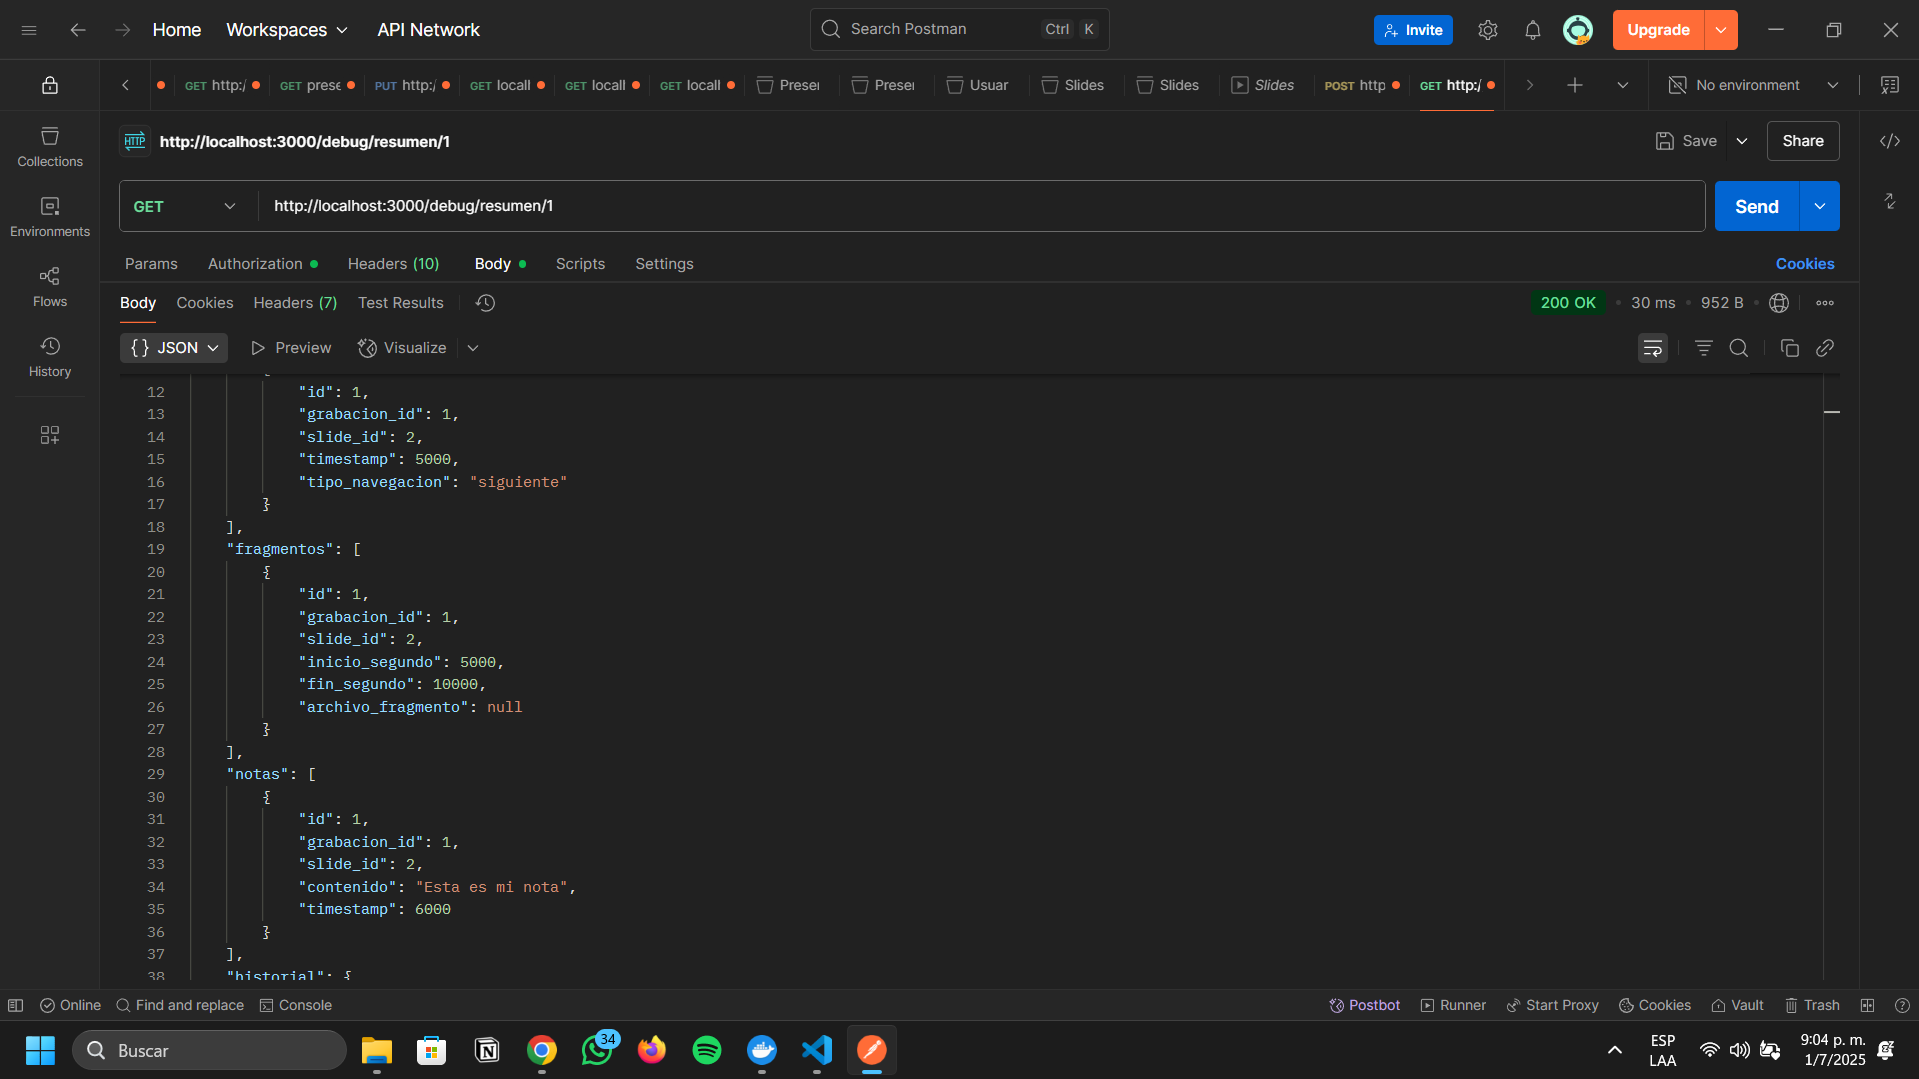 Home Workspaces API Network Search Postman Ctrl K Invite Upgrade
GET http:/ GET prese PUT http:/ GET locall GET locall GET locall Preser Preser Usuar Slides Slides Slides POST http GET http:/ No environment
HTTP http://localhost:3000/debug/resumen/1 Save Share
Collections
Environments
Flows
History
GET http://localhost:3000/debug/resumen/1 Send
Params Authorization Headers (10) Body Scripts Settings Cookies
Body Cookies Headers (7) Test Results 200 OK 30 ms 952 B
{} JSON Preview Visualize
{
12 "id": 1,
13 "grabacion_id": 1,
14 "slide_id": 2,
15 "timestamp": 5000,
16 "tipo_navegacion": "siguiente"
17 }
18 ],
19 "fragmentos": [
20 {
21 "id": 1,
22 "grabacion_id": 1,
23 "slide_id": 2,
24 "inicio_segundo": 5000,
25 "fin_segundo": 10000,
26 "archivo_fragmento": null
27 }
28 ],
29 "notas": [
30 {
31 "id": 1,
32 "grabacion_id": 1,
33 "slide_id": 2,
34 "contenido": "Esta es mi nota",
35 "timestamp": 6000
36 }
37 ],
38 "historial": {
Online Find and replace Console Postbot Runner Start Proxy Cookies Vault Trash
Buscar 34 ESP LAA 9:04 p. m. 1/7/2025